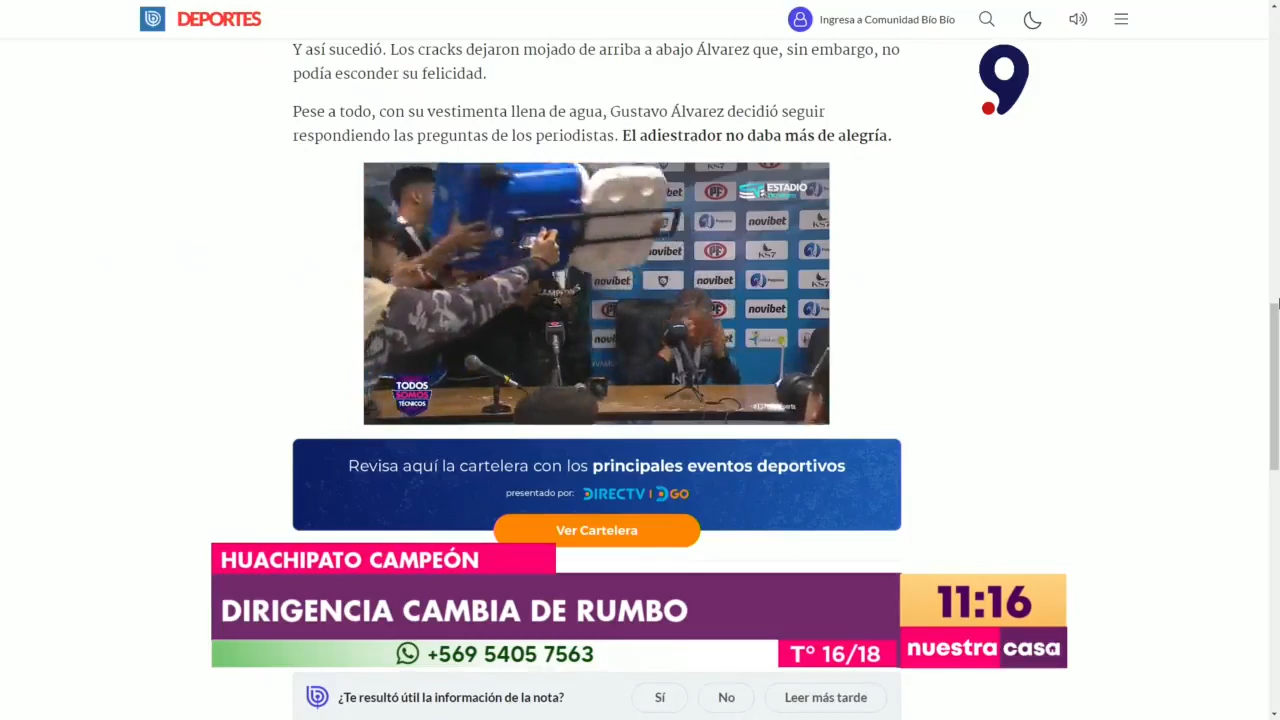 DEPORTES
Ingresa a Comunidad Bío Bío
Y así sucedió. Los cracks dejaron mojado de arriba a abajo Álvarez que, sin embargo, no
podía esconder su felicidad.
Pese a todo, con su vestimenta llena de agua, Gustavo Álvarez decidió seguir
respondiendo las preguntas de los periodistas. El adiestrador no daba más de alegría.
ESTADIO
novibet
KS7
novibet
novibet
novibet
TODOS
SOMOS
TÉCNICOS
Revisa aquí la cartelera con los principales eventos deportivos
presentado por: DIRECTV | DGO
Ver Cartelera
HUACHIPATO CAMPEÓN
DIRIGENCIA CAMBIA DE RUMBO
11:16
+569 5405 7563
T° 16/18
nuestra casa
¿Te resultó útil la información de la nota?
Sí
No
Leer más tarde